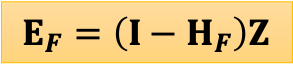 𝐄_F = (𝐈 − 𝐇_F)𝐙